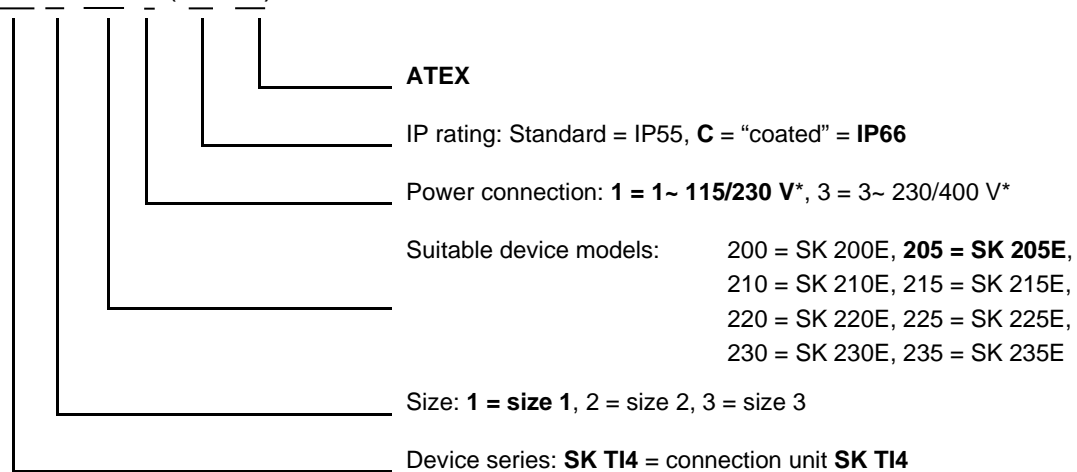 ATEX
IP rating: Standard = IP55, C = “coated” = IP66
Power connection: 1 = 1~ 115/230 V*, 3 = 3~ 230/400 V*
Suitable device models: 200 = SK 200E, 205 = SK 205E,
210 = SK 210E, 215 = SK 215E,
220 = SK 220E, 225 = SK 225E,
230 = SK 230E, 235 = SK 235E
Size: 1 = size 1, 2 = size 2, 3 = size 3
Device series: SK TI4 = connection unit SK TI4